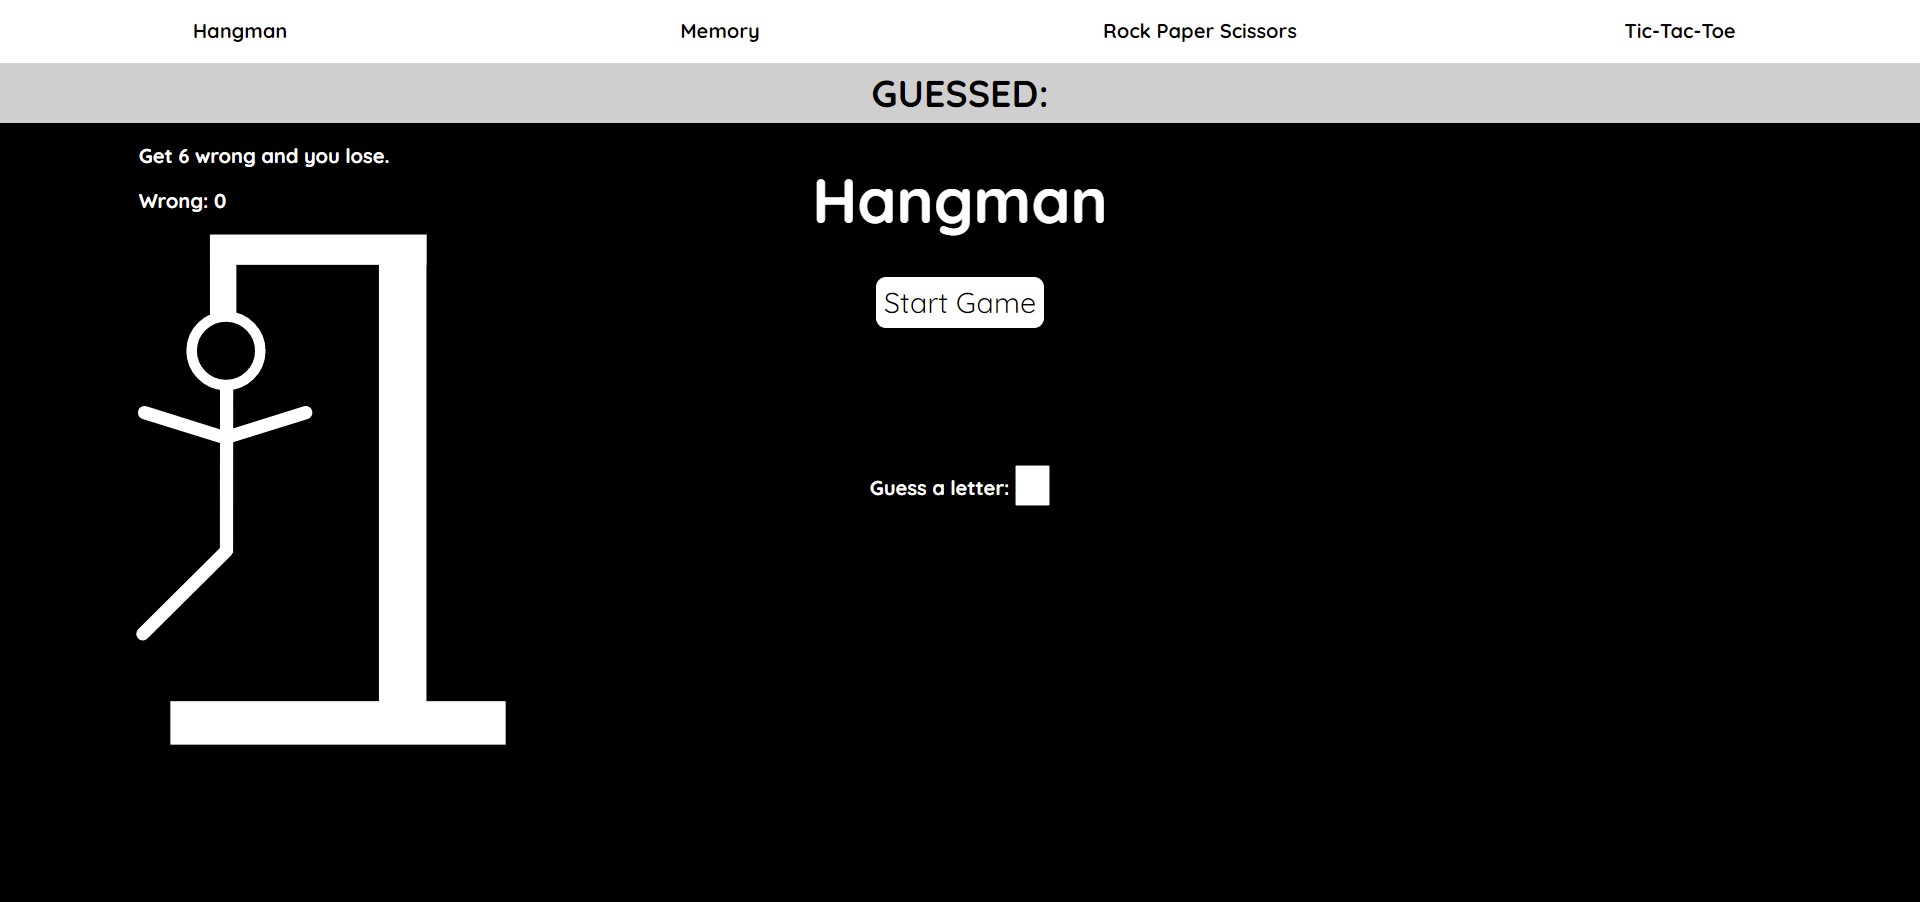 Hangman Memory Rock Paper Scissors Tic-Tac-Toe
GUESSED:
Get 6 wrong and you lose.
Wrong: 0
Hangman
Start Game
Guess a letter: